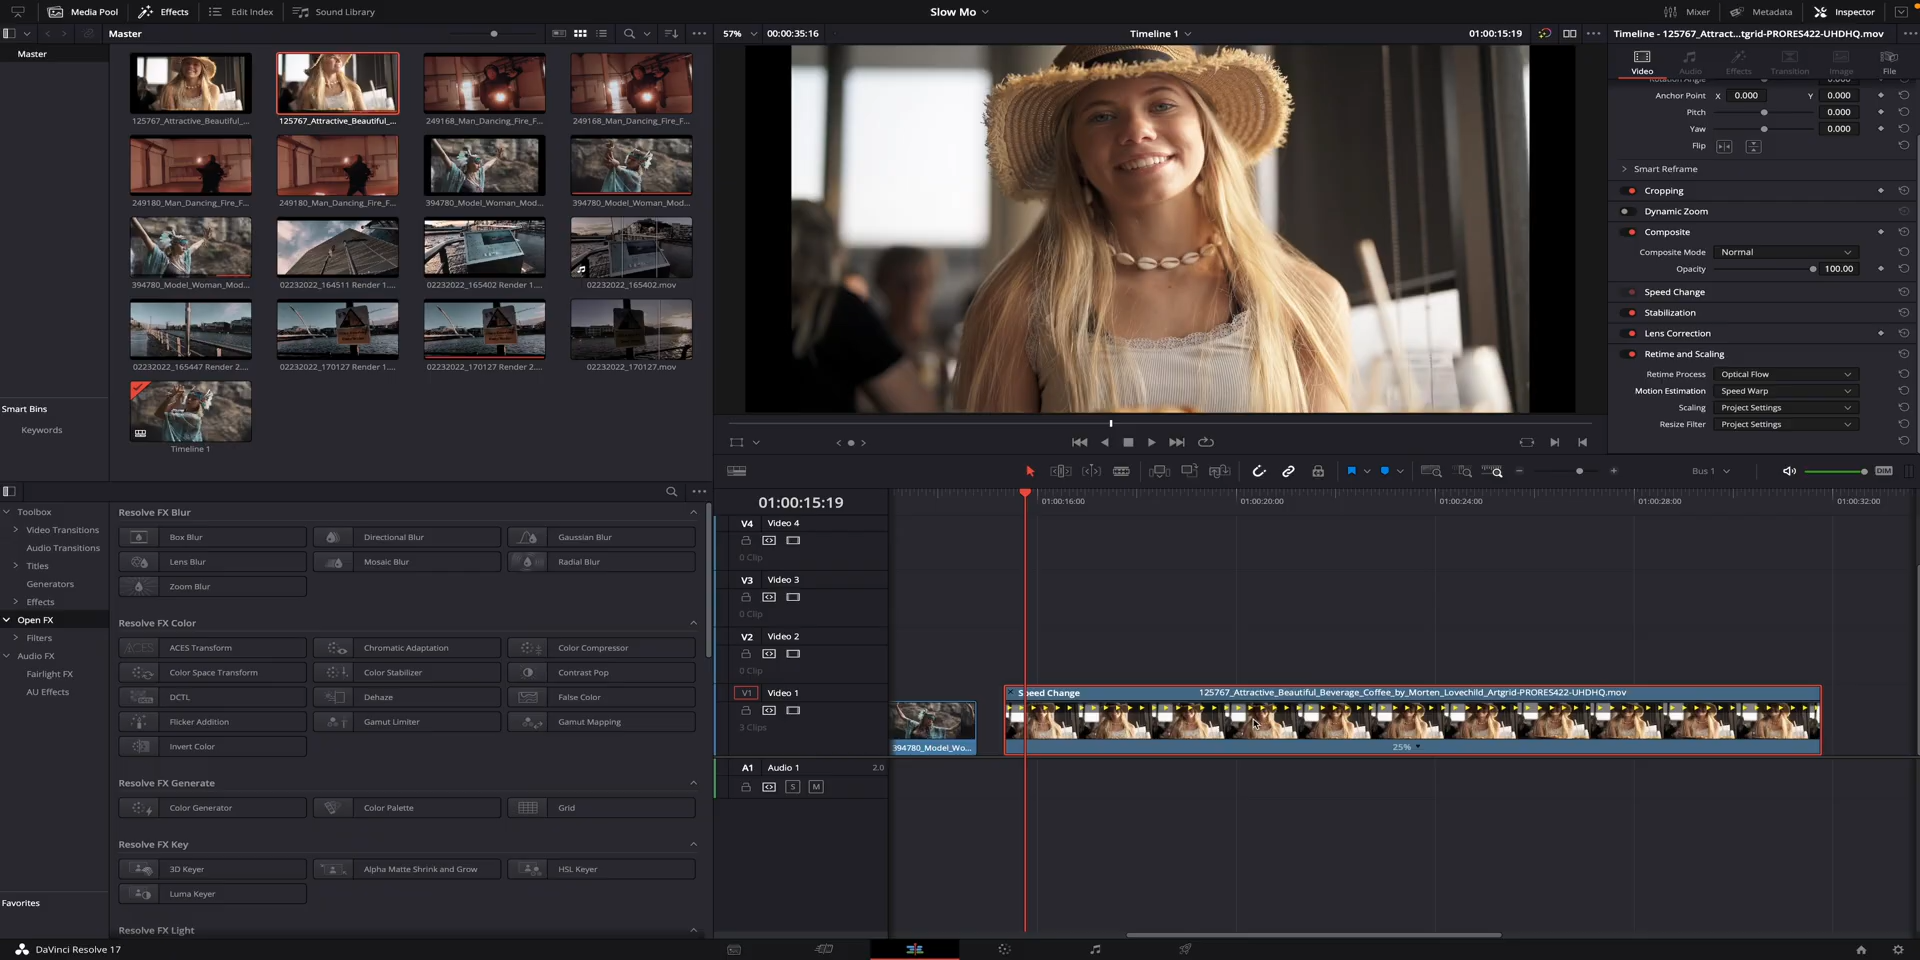 Media Pool
Effects
Edit Index
Sound Library
Slow Mo
Mixer
Metadata
Inspector
Master
57%
00:00:35:16
Timeline 1
01:00:15:19
Timeline - 125767_Attract...tgrid-PRORES422-UHDHQ.mov
Master
125767_Attractive_Beautiful_...
125767_Attractive_Beautiful_...
249168_Man_Dancing_Fire_F...
249168_Man_Dancing_Fire_F...
249180_Man_Dancing_Fire_F...
249180_Man_Dancing_Fire_F...
394780_Model_Woman_Mod...
394780_Model_Woman_Mod...
394780_Model_Woman_Mod...
02232022_164511 Render 1....
02232022_165402 Render 1....
02232022_165402.mov
02232022_165447 Render 2....
02232022_170127 Render 1....
02232022_170127 Render 2....
02232022_170127.mov
Timeline 1
Smart Bins
Keywords
Video
Audio
Effects
Transition
Image
File
Rotation Angle
0.000
Anchor Point X 0.000 Y 0.000
Pitch 0.000
Yaw 0.000
Flip
Smart Reframe
Cropping
Dynamic Zoom
Composite
Composite Mode Normal
Opacity 100.00
Speed Change
Stabilization
Lens Correction
Retime and Scaling
Retime Process Optical Flow
Motion Estimation Speed Warp
Scaling Project Settings
Resize Filter Project Settings
Bus 1
DIM
Toolbox
Video Transitions
Audio Transitions
Titles
Generators
Effects
Open FX
Filters
Audio FX
Fairlight FX
AU Effects
Favorites
Resolve FX Blur
Box Blur
Directional Blur
Gaussian Blur
Lens Blur
Mosaic Blur
Radial Blur
Zoom Blur
Resolve FX Color
ACES
ACES Transform
Chromatic Adaptation
Color Compressor
Color Space Transform
Color Stabilizer
Contrast Pop
DCTL
Dehaze
False Color
Flicker Addition
Gamut Limiter
Gamut Mapping
Invert Color
Resolve FX Generate
Color Generator
Color Palette
Grid
Resolve FX Key
3D Keyer
Alpha Matte Shrink and Grow
HSL Keyer
Luma Keyer
Resolve FX Light
01:00:15:19
01:00:16:00
01:00:20:00
01:00:24:00
01:00:28:00
01:00:32:00
V4 Video 4
0 Clip
V3 Video 3
0 Clip
V2 Video 2
0 Clip
V1 Video 1
3 Clips
394780_Model_Wo...
Speed Change
125767_Attractive_Beautiful_Beverage_Coffee_by_Morten_Lovechild_Artgrid-PRORES422-UHDHQ.mov
25%
A1 Audio 1 2.0
S M
DaVinci Resolve 17